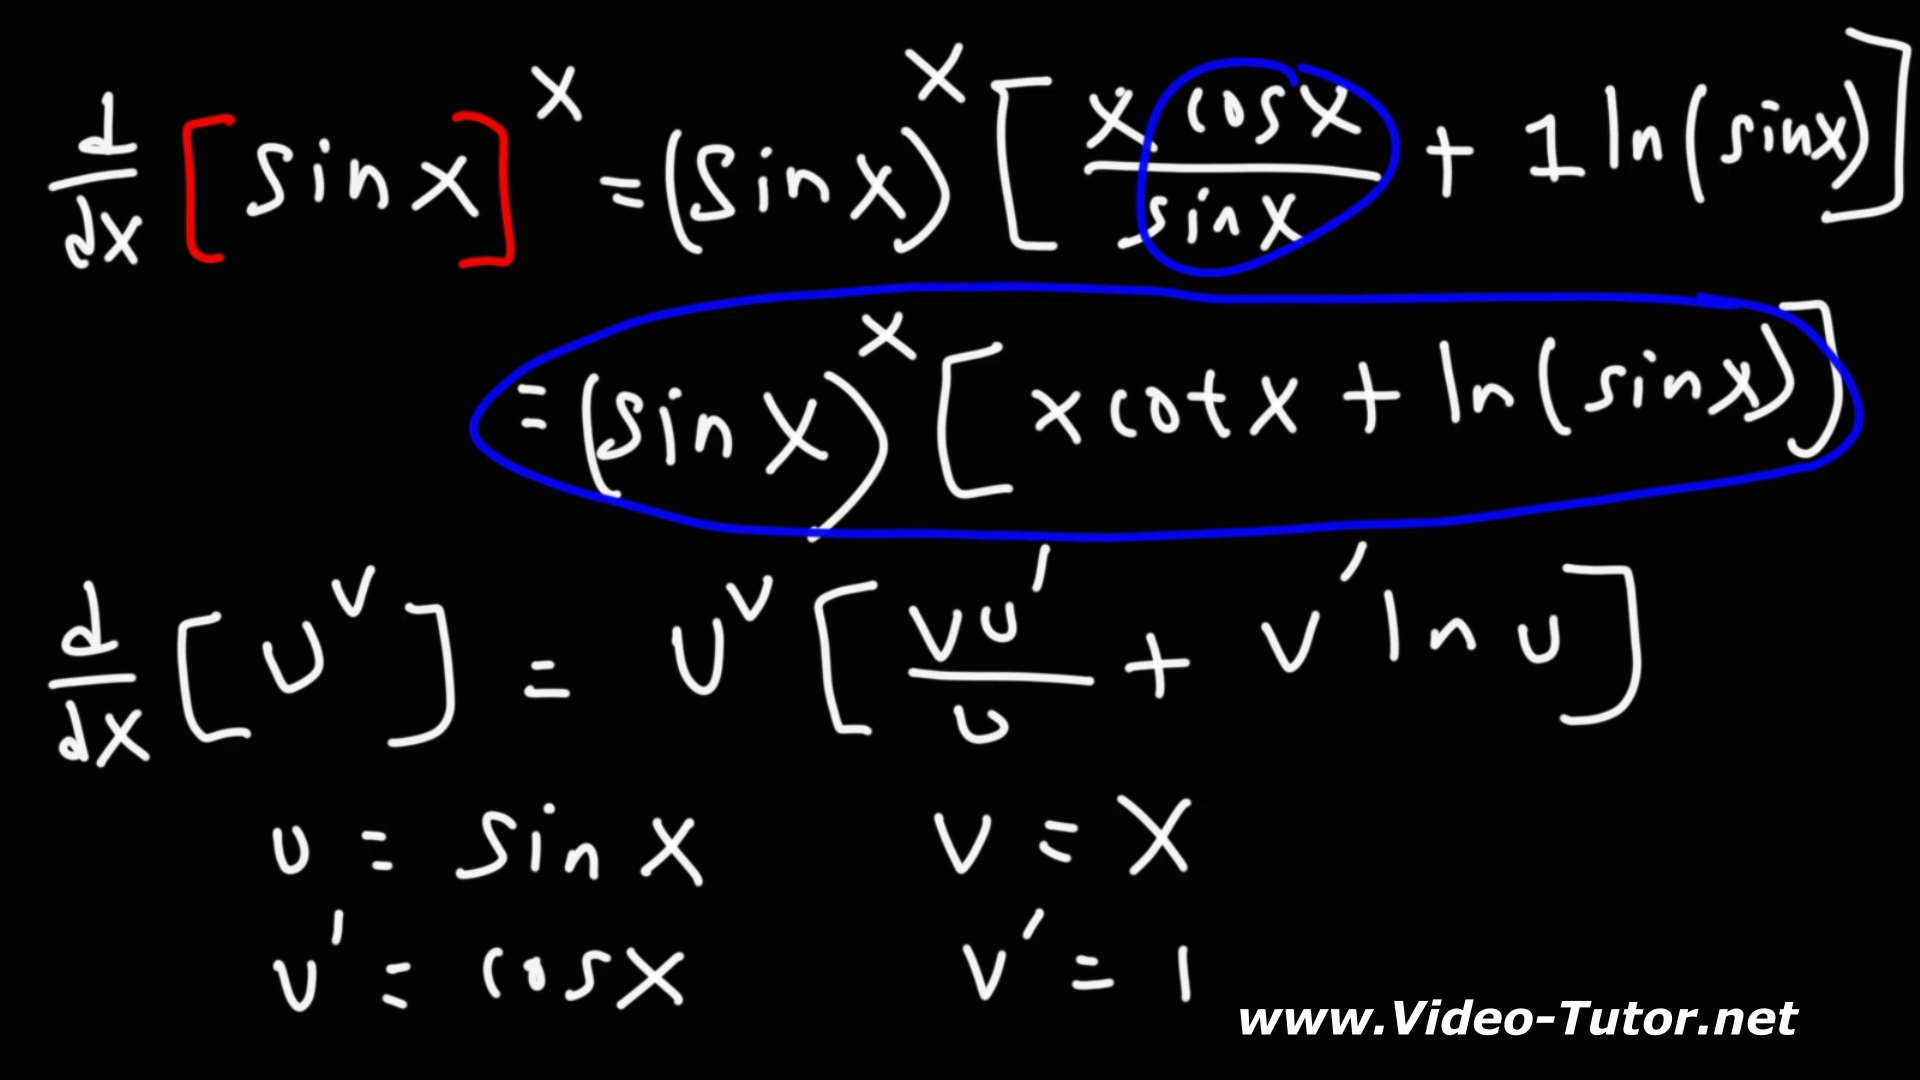 d/dx [sin x]^x = (sin x)^x [x cos x / sin x + 1 ln(sin x)]
= (sin x)^x [x cot x + ln(sin x)]
d/dx [u^v] = u^v [vu' / u + v' ln u]
u = sin x v = x
u' = cos x v' = 1
www.Video-Tutor.net